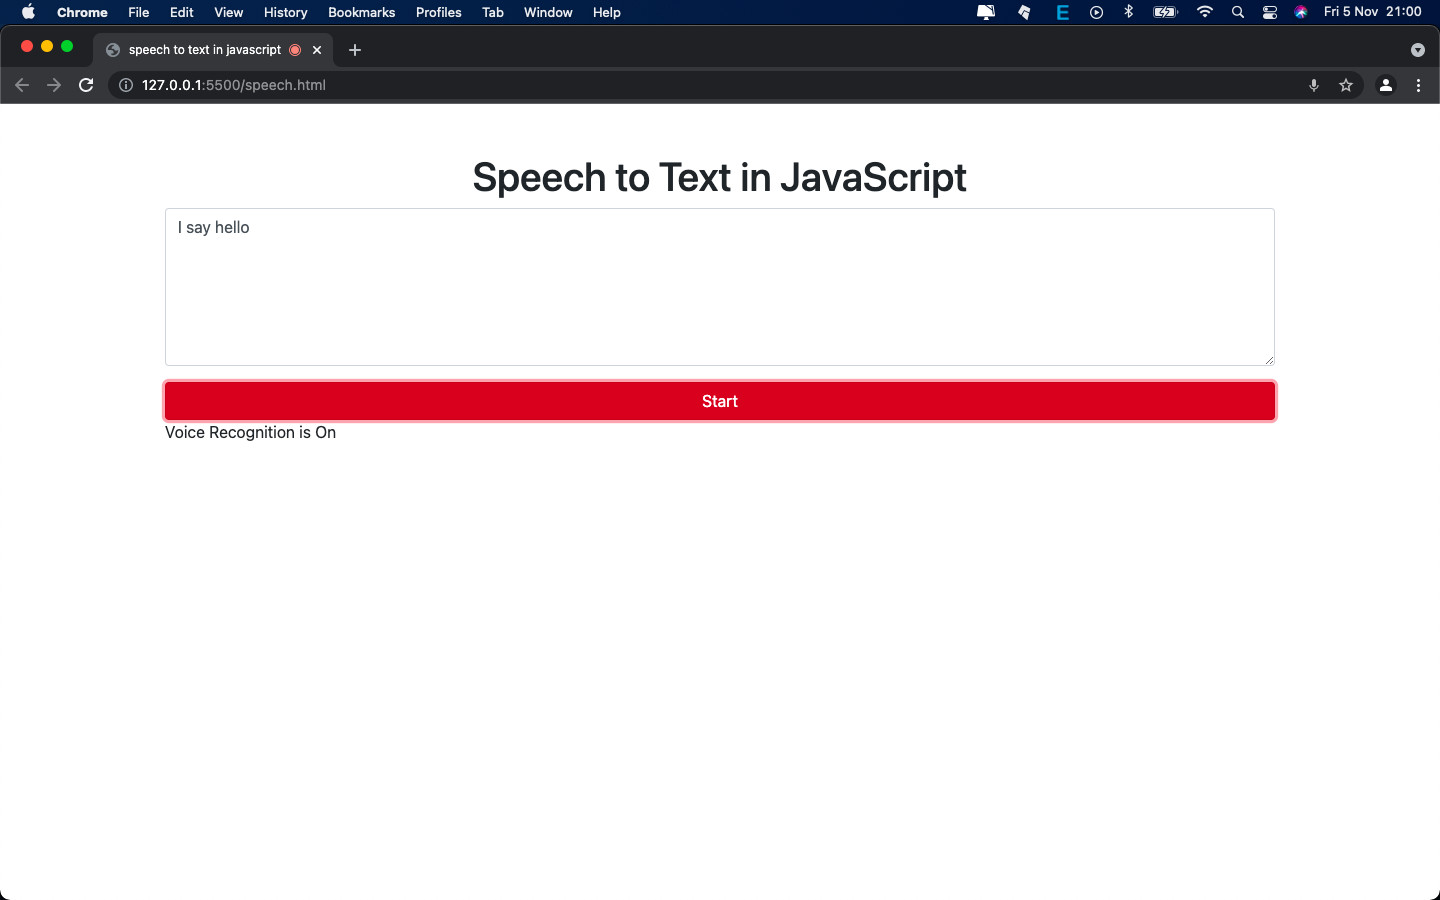 Chrome File Edit View History Bookmarks Profiles Tab Window Help E Fri 5 Nov 21:00
speech to text in javascript
127.0.0.1:5500/speech.html
Speech to Text in JavaScript
I say hello
Start
Voice Recognition is On